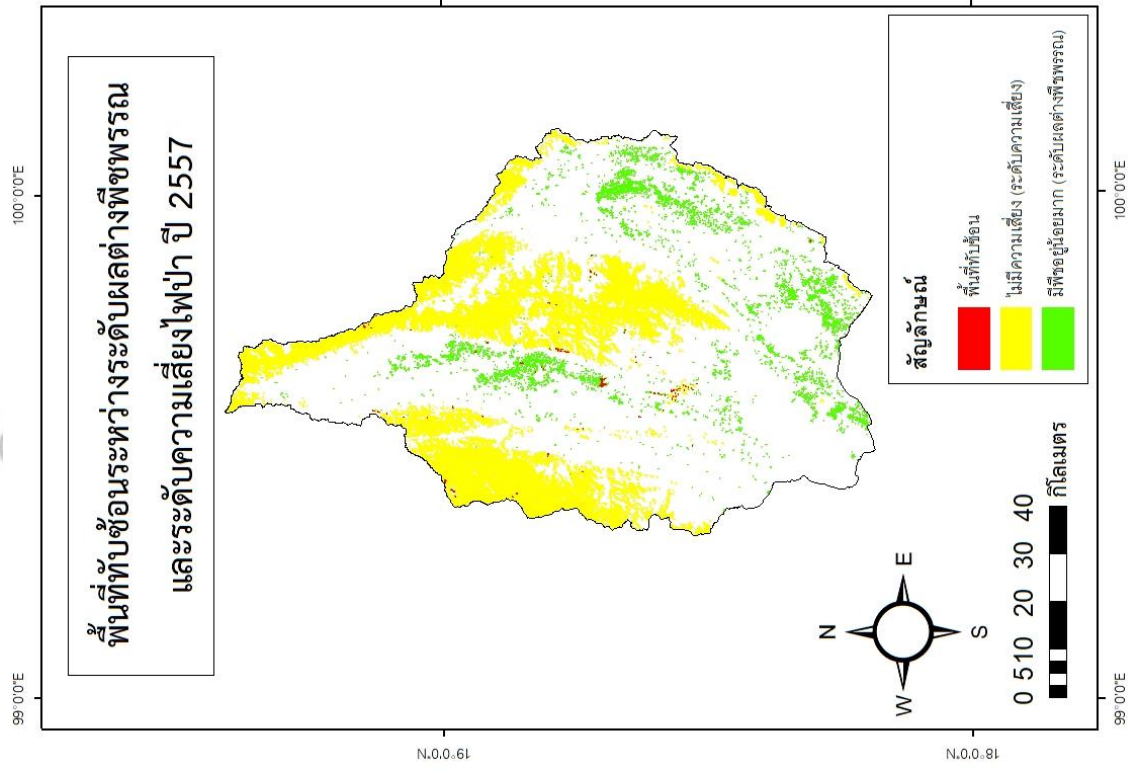 พื้นที่ทับซ้อนระหว่างระดับผลต่างพืชพรรณ
และระดับความเสี่ยงไฟป่า ปี 2557
99°0'0"E
100°0'0"E
19°0'0"N
18°0'0"N
N
W
E
S
0 5 10 20 30 40
กิโลเมตร
สัญลักษณ์
พื้นที่ทับซ้อน
ไม่มีความเสี่ยง (ระดับความเสี่ยง)
มีพืชอยู่น้อยมาก (ระดับผลต่างพืชพรรณ)
99°0'0"E
100°0'0"E